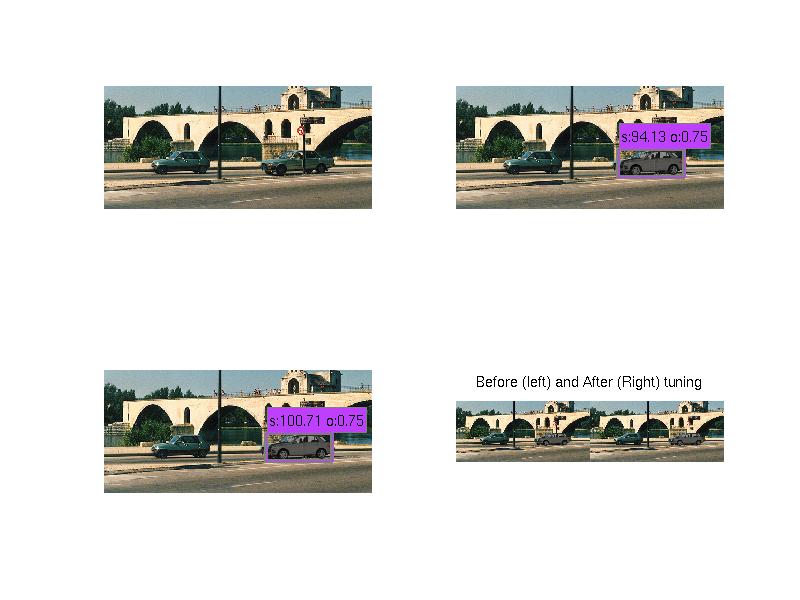 s:94.13 o:0.75
s:100.71 o:0.75
Before (left) and After (Right) tuning